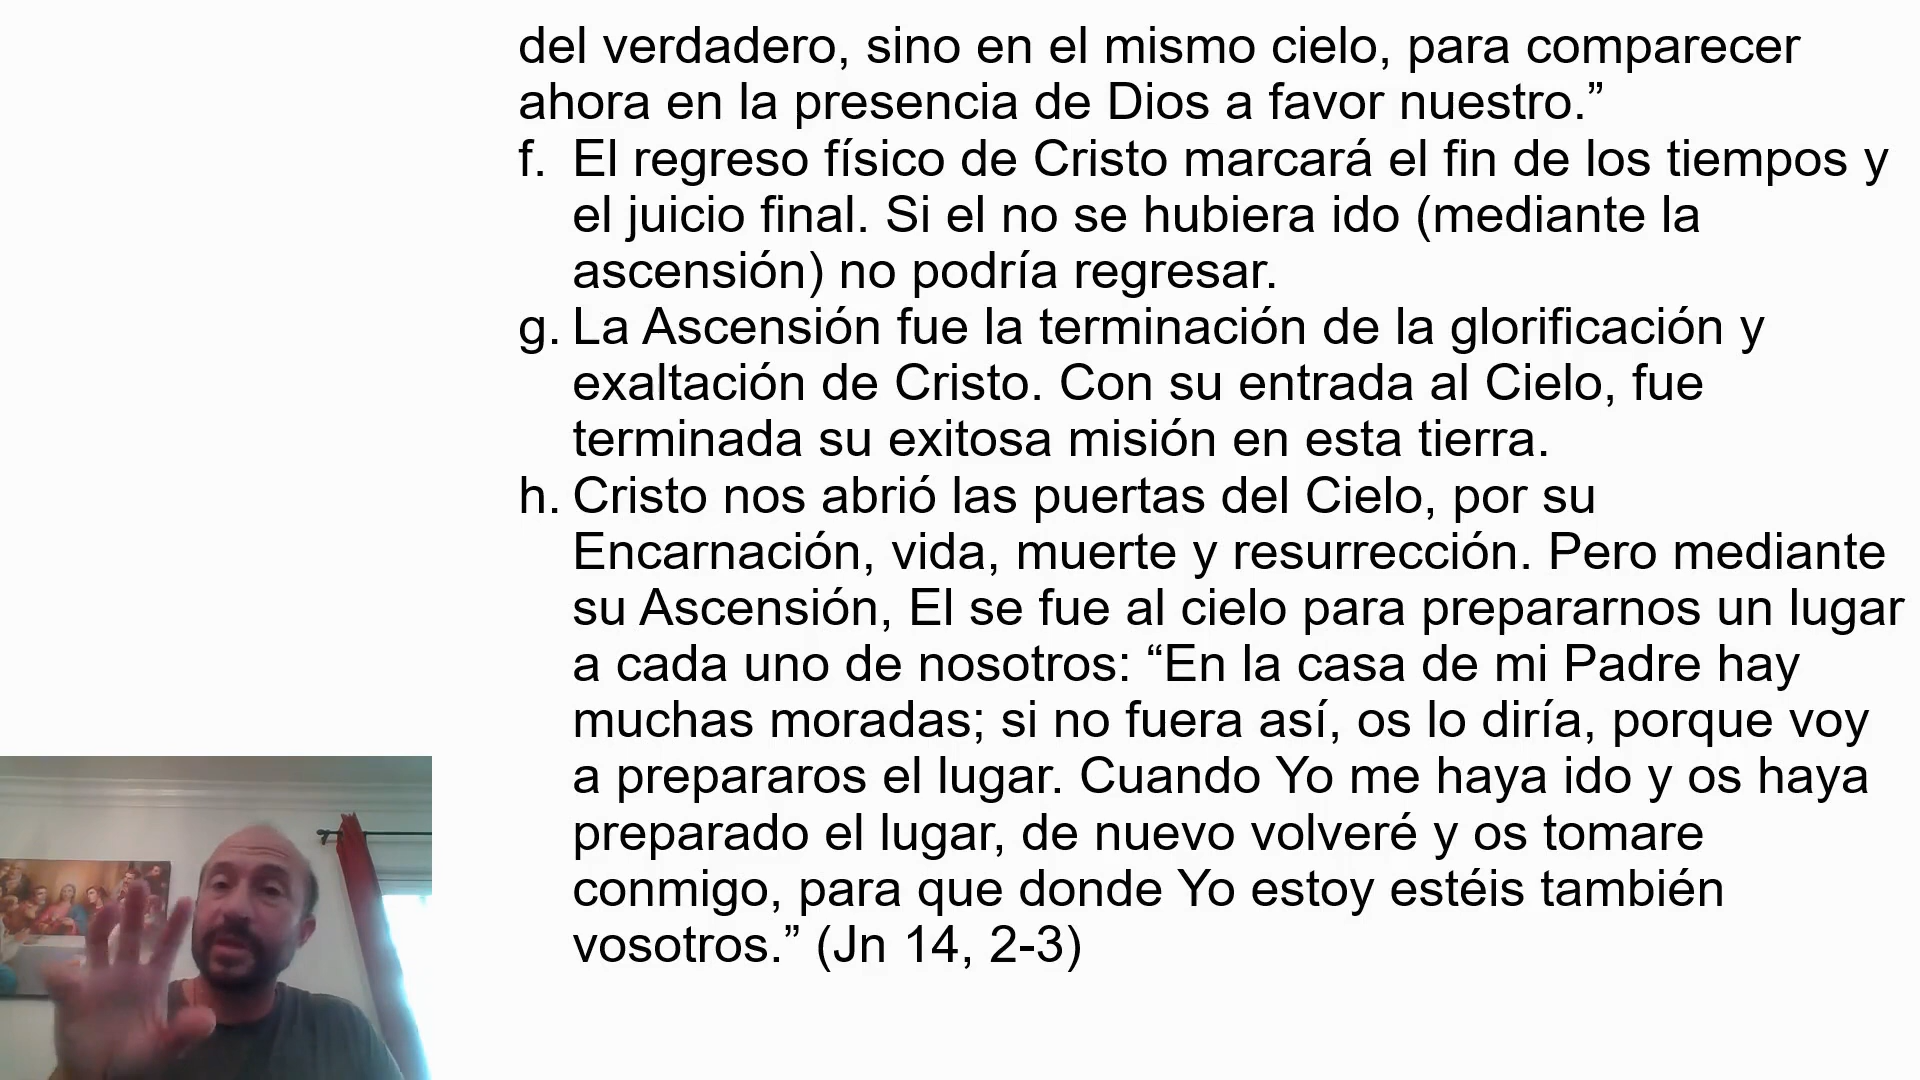 del verdadero, sino en el mismo cielo, para comparecer
ahora en la presencia de Dios a favor nuestro.”
f. El regreso físico de Cristo marcará el fin de los tiempos y
el juicio final. Si el no se hubiera ido (mediante la
ascensión) no podría regresar.
g. La Ascensión fue la terminación de la glorificación y
exaltación de Cristo. Con su entrada al Cielo, fue
terminada su exitosa misión en esta tierra.
h. Cristo nos abrió las puertas del Cielo, por su
Encarnación, vida, muerte y resurrección. Pero mediante
su Ascensión, El se fue al cielo para prepararnos un lugar
a cada uno de nosotros: “En la casa de mi Padre hay
muchas moradas; si no fuera así, os lo diría, porque voy
a prepararos el lugar. Cuando Yo me haya ido y os haya
preparado el lugar, de nuevo volveré y os tomare
conmigo, para que donde Yo estoy estéis también
vosotros.” (Jn 14, 2-3)